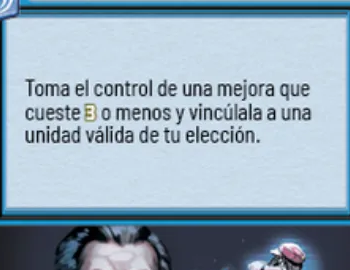 Toma el control de una mejora que
cueste 3 o menos y vincúlala a una
unidad válida de tu elección.